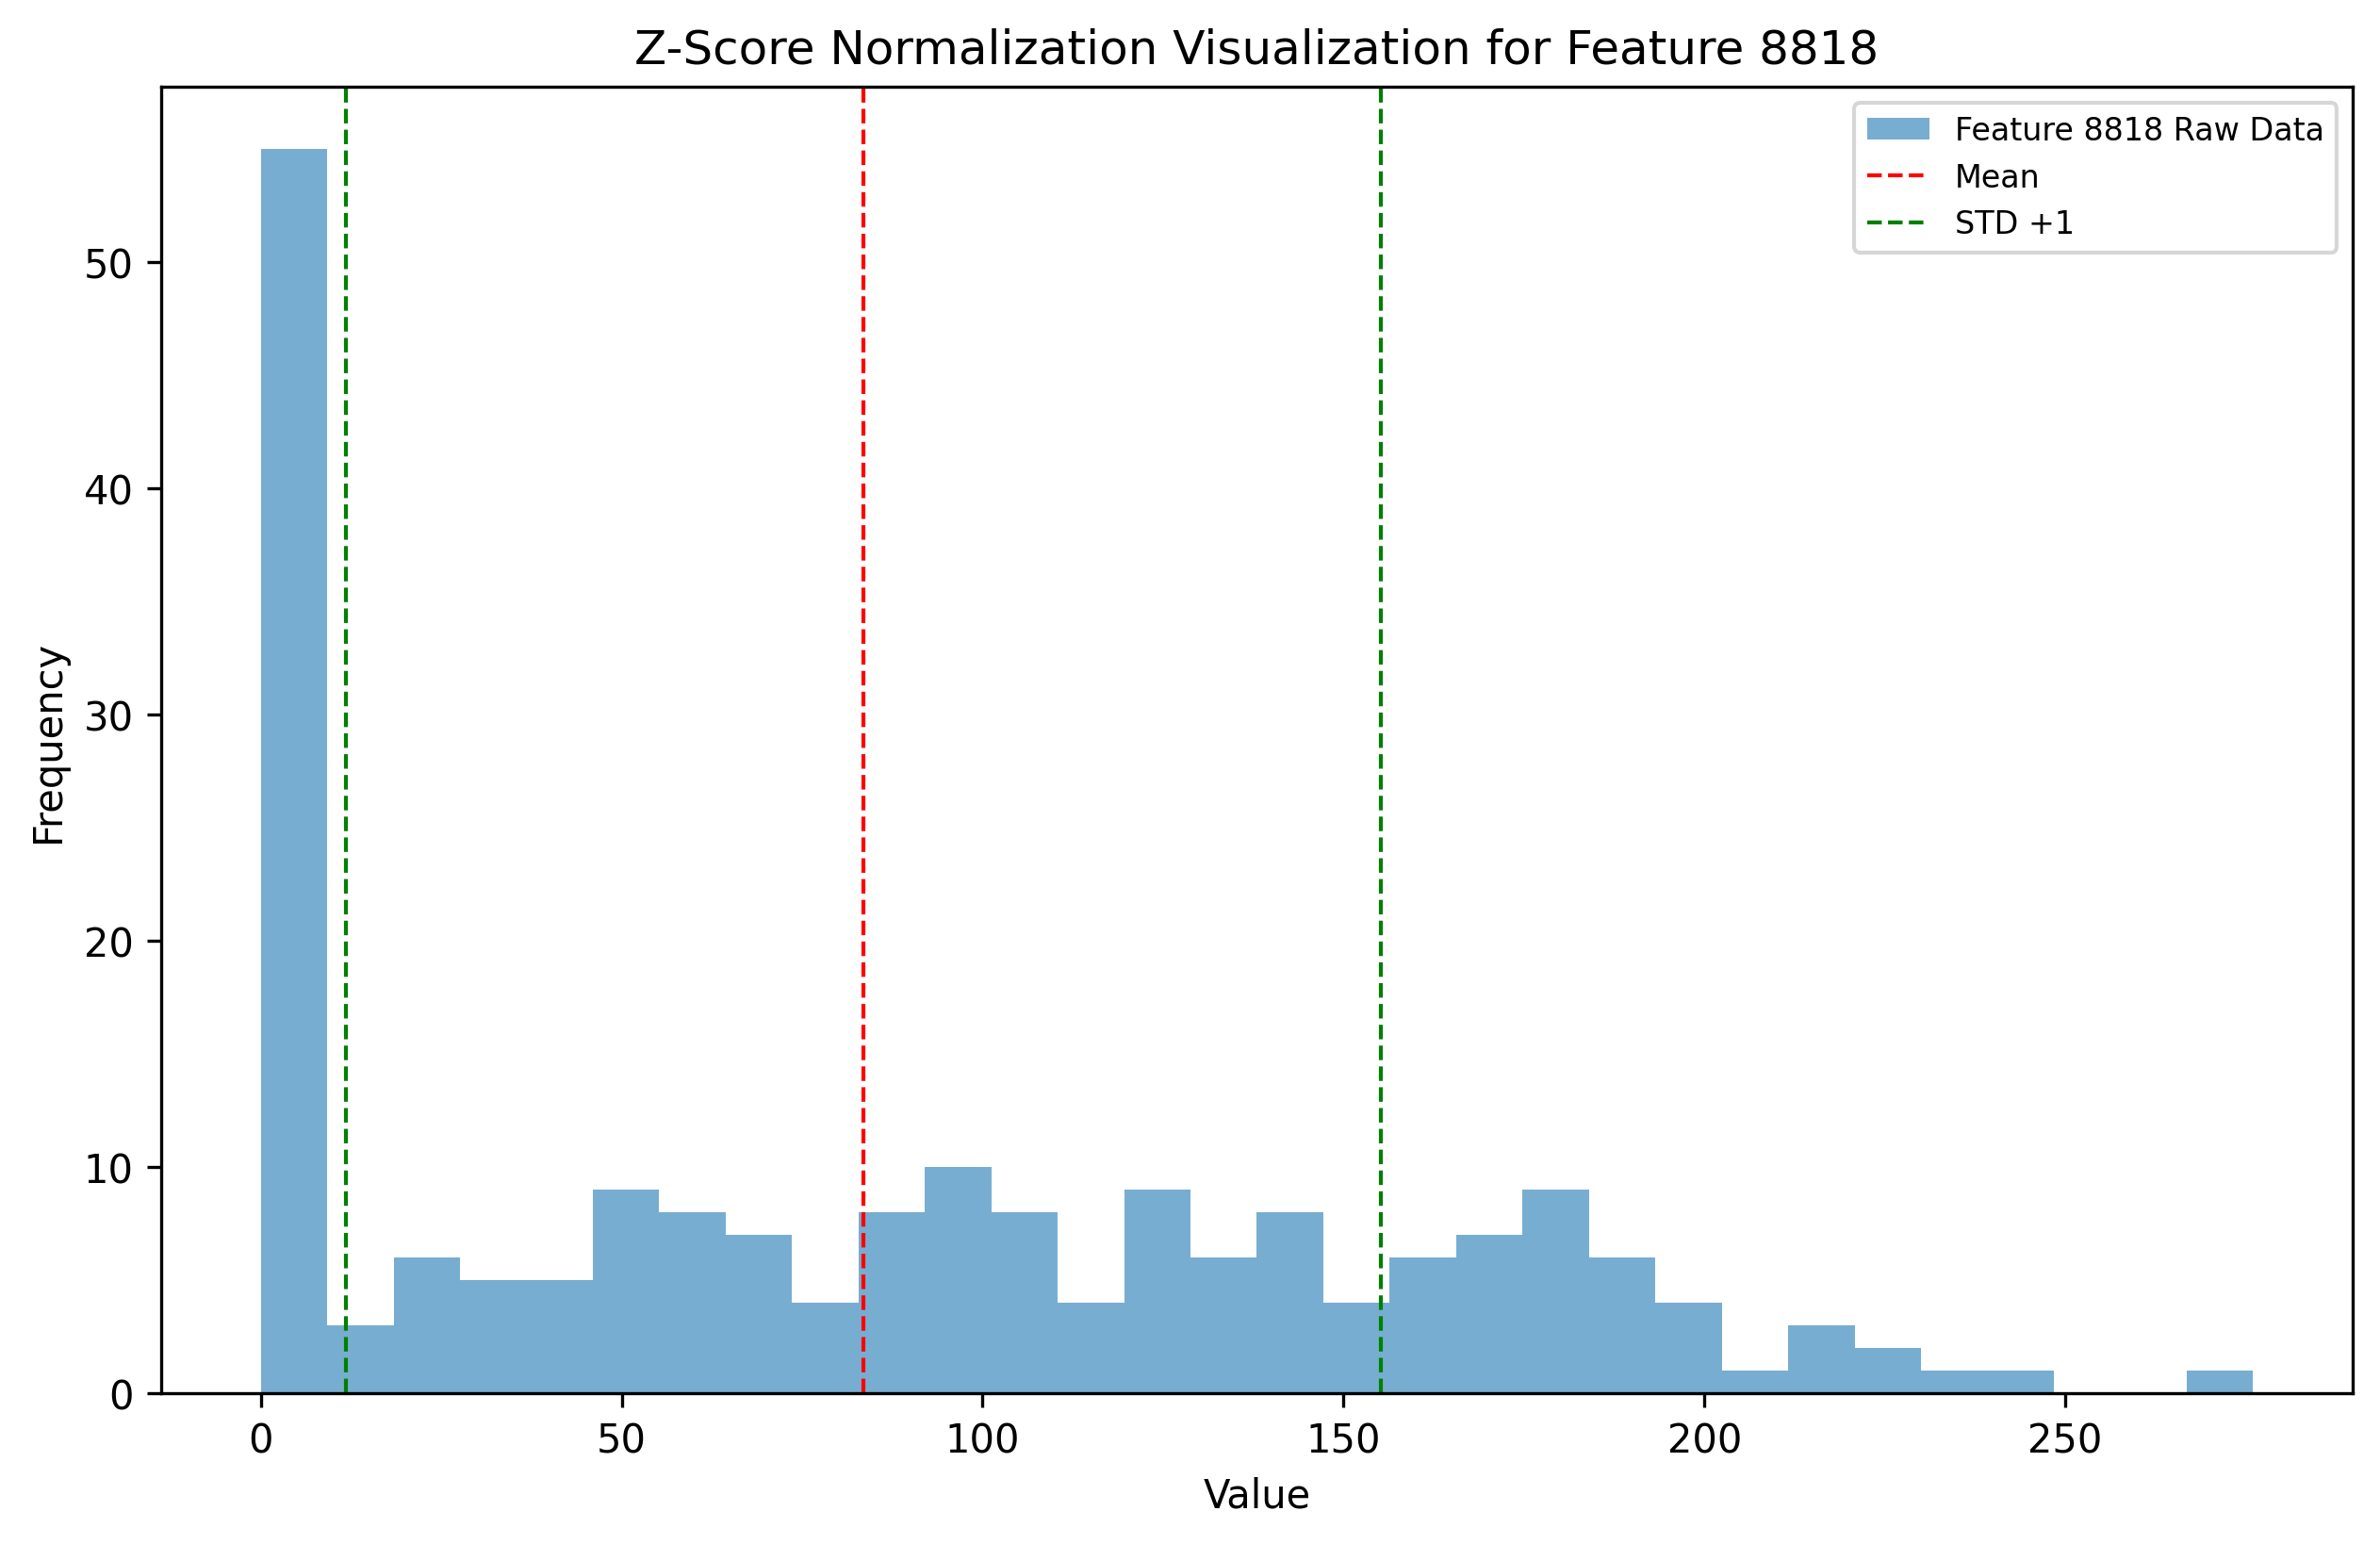 Z-Score Normalization Visualization for Feature 8818
Feature 8818 Raw Data
Mean
STD +1
50
40
30
20
10
0
Frequency
0 50 100 150 200 250
Value